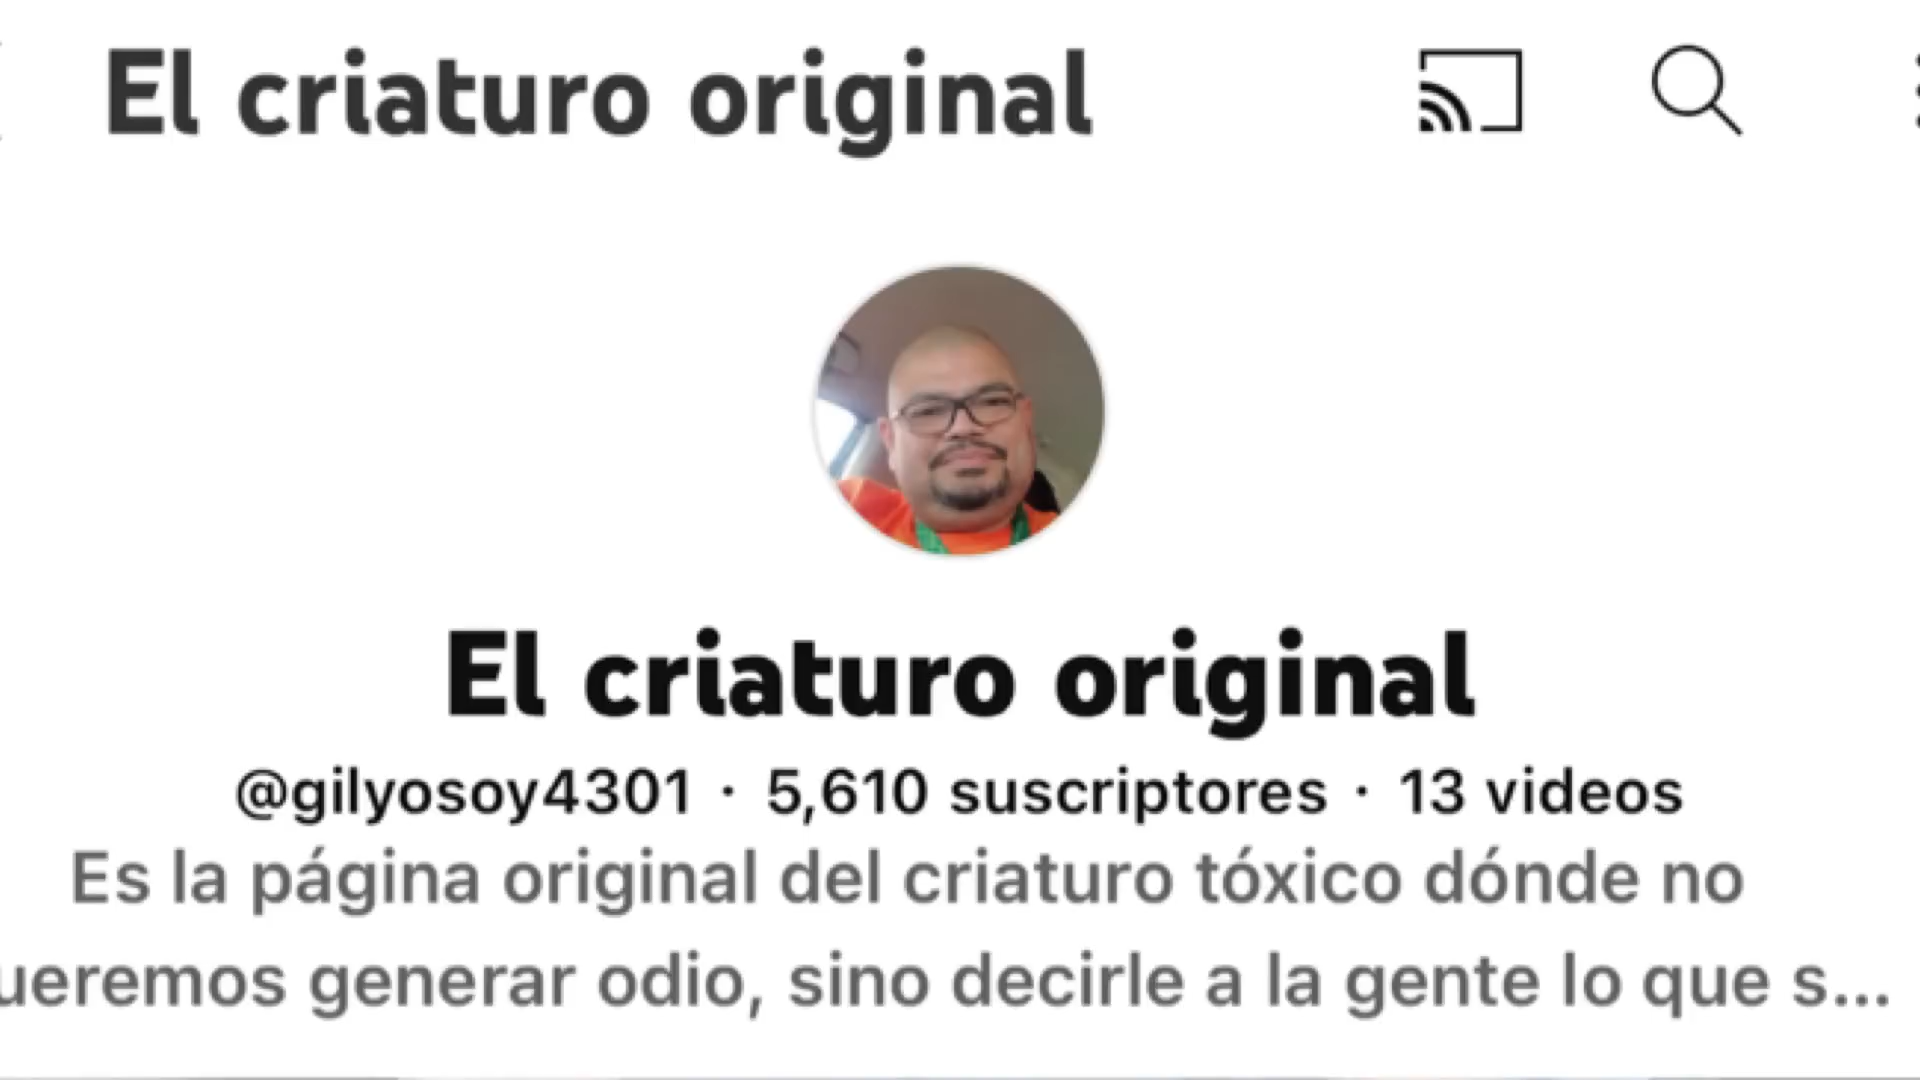 El criaturo original
El criaturo original
@gilyosoy4301 · 5,610 suscriptores · 13 videos
Es la página original del criaturo tóxico dónde no
ueremos generar odio, sino decirle a la gente lo que s...